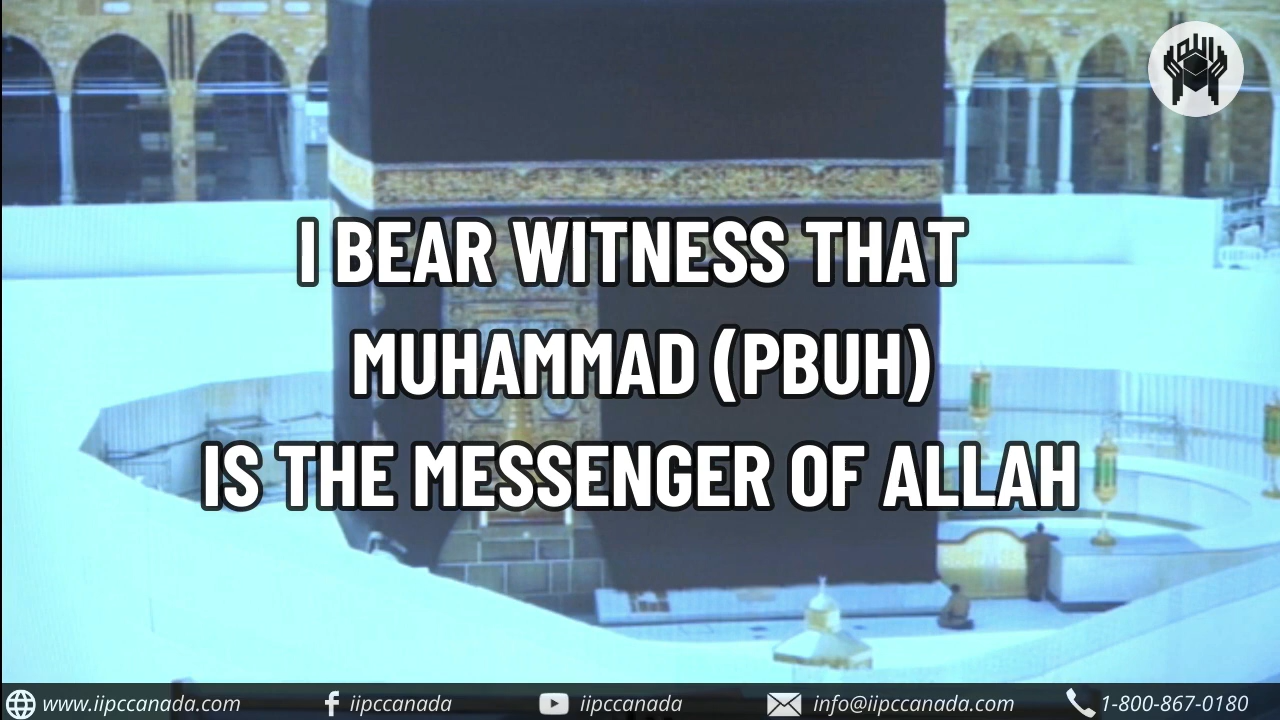 I BEAR WITNESS THAT
MUHAMMAD (PBUH)
IS THE MESSENGER OF ALLAH
www.iipccanada.com iipccanada iipccanada info@iipccanada.com 1-800-867-0180